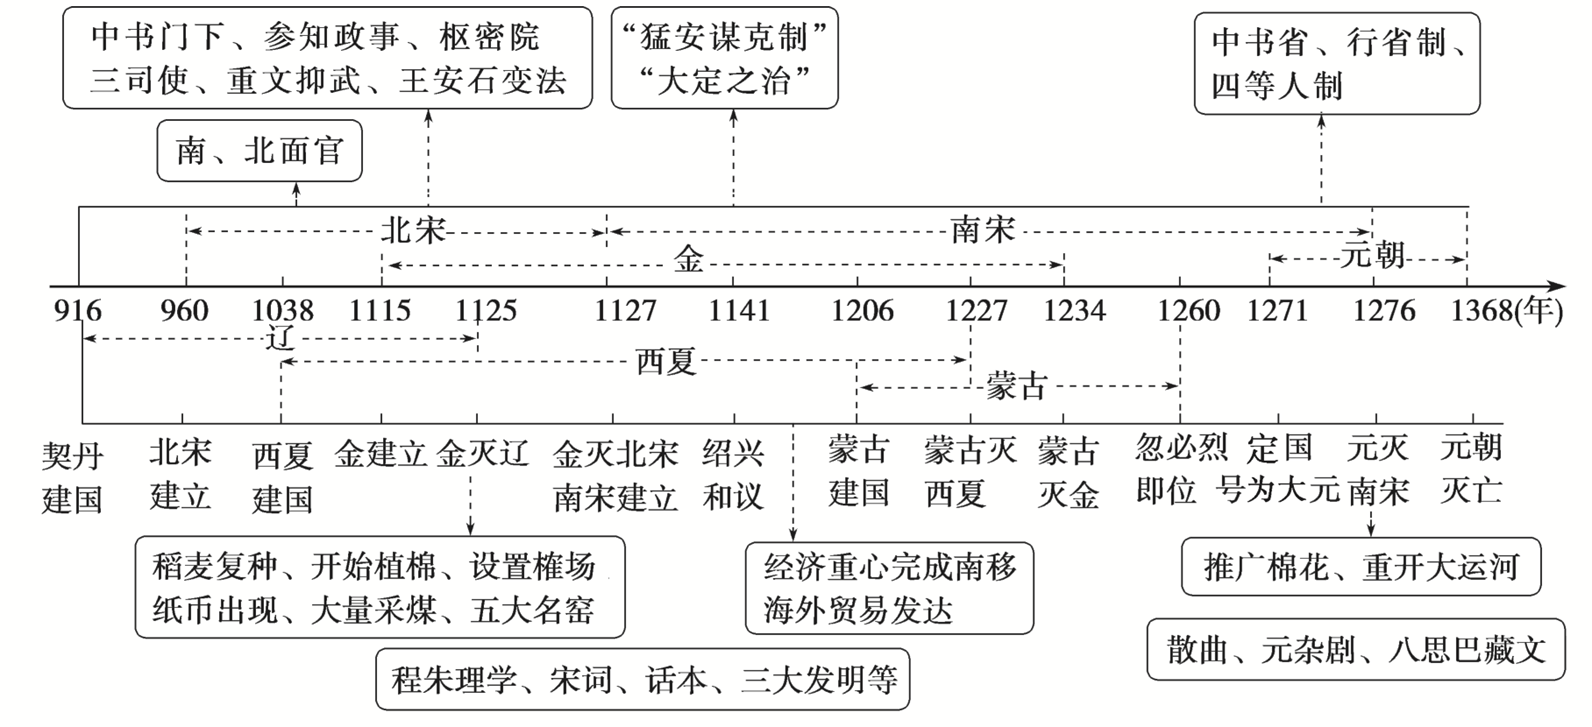 中书门下、参知政事、枢密院
三司使、重文抑武、王安石变法
“猛安谋克制”
“大定之治”
中书省、行省制、
四等人制
南、北面官
北宋
南宋
金
元朝
916 960 1038 1115 1125 1127 1141 1206 1227 1234 1260 1271 1276 1368(年)
辽
西夏
蒙古
契丹
建国
北宋
建立
西夏
建国
金建立
金灭辽
金灭北宋
南宋建立
绍兴
和议
蒙古
建国
蒙古灭
西夏
蒙古
灭金
忽必烈
即位
定国
号为大元
元灭
南宋
元朝
灭亡
稻麦复种、开始植棉、设置榷场
纸币出现、大量采煤、五大名窑
经济重心完成南移
海外贸易发达
推广棉花、重开大运河
程朱理学、宋词、话本、三大发明等
散曲、元杂剧、八思巴藏文